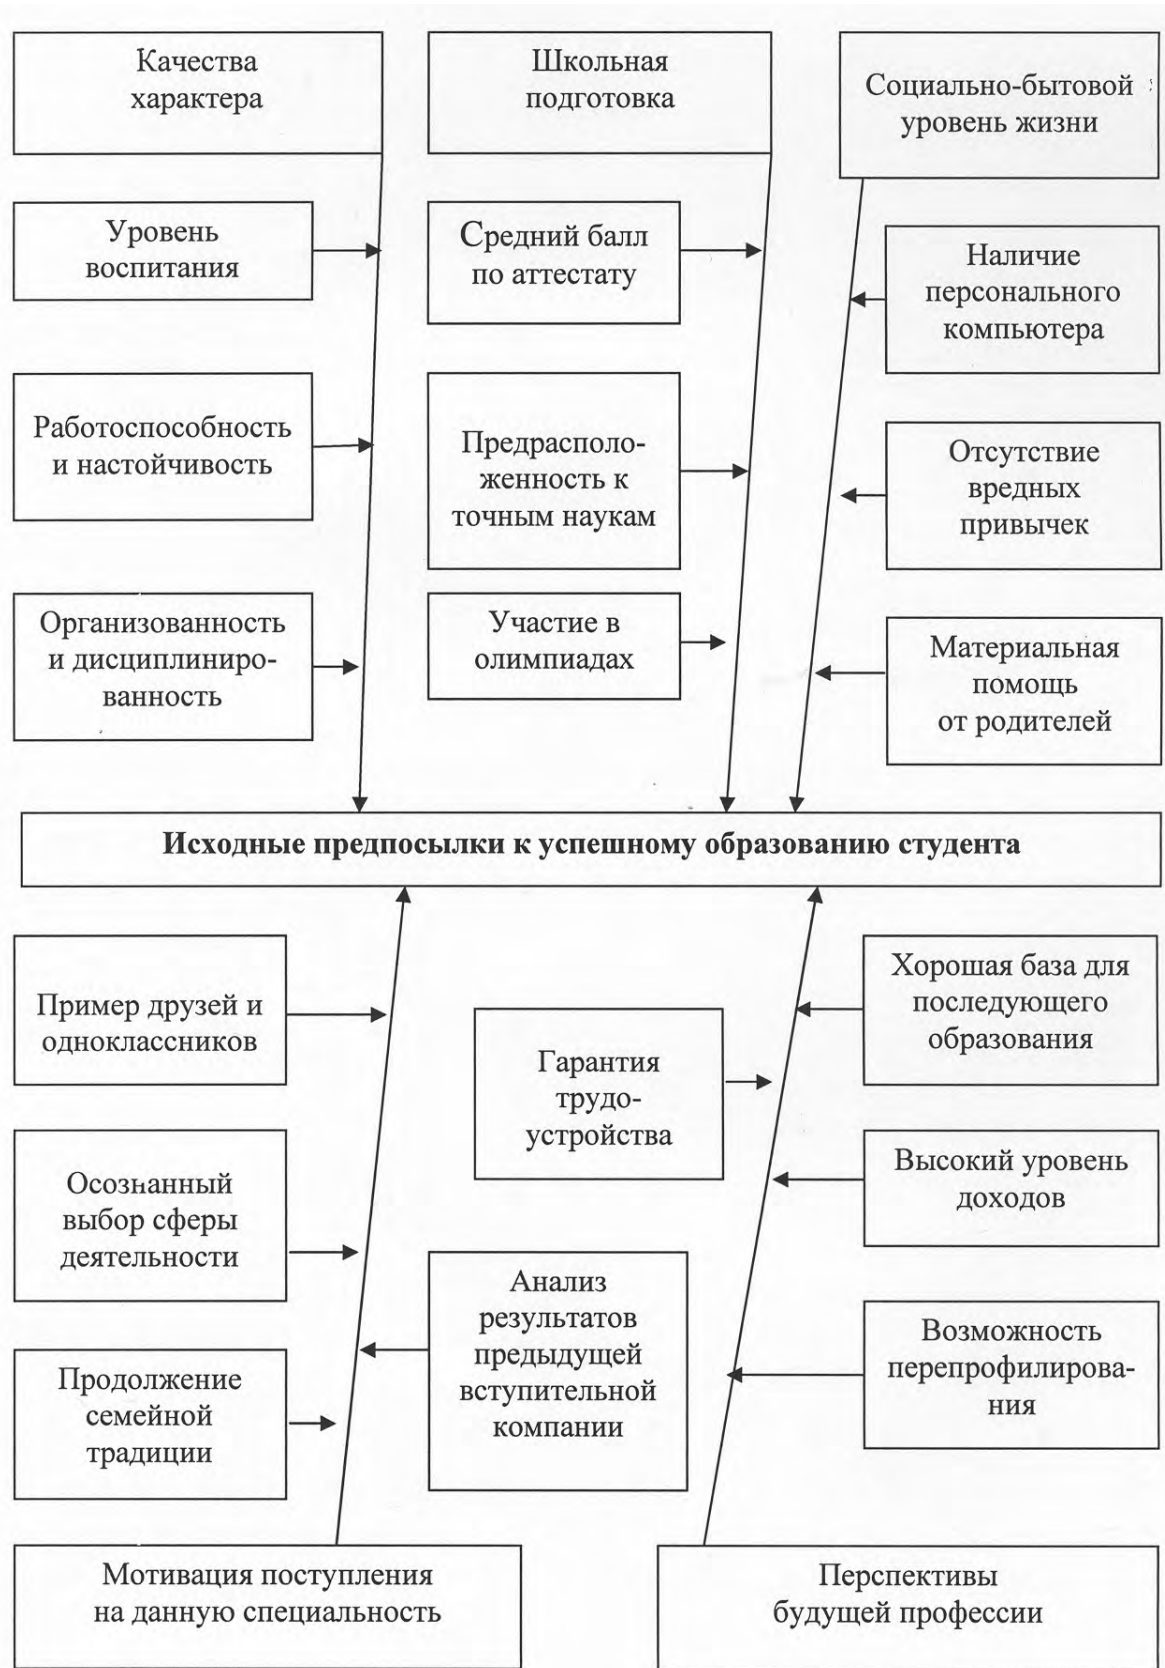 Качества
характера
Школьная
подготовка
Социально-бытовой
уровень жизни
Уровень
воспитания
Средний балл
по аттестату
Наличие
персонального
компьютера
Работоспособность
и настойчивость
Предрасполо-
женность к
точным наукам
Отсутствие
вредных
привычек
Организованность
и дисциплиниро-
ванность
Участие в
олимпиадах
Материальная
помощь
от родителей
Исходные предпосылки к успешному образованию студента
Пример друзей и
одноклассников
Гарантия
трудо-
устройства
Хорошая база для
последующего
образования
Осознанный
выбор сферы
деятельности
Высокий уровень
доходов
Анализ
результатов
предыдущей
вступительной
компании
Возможность
перепрофилирова-
ния
Продолжение
семейной
традиции
Мотивация поступления
на данную специальность
Перспективы
будущей профессии